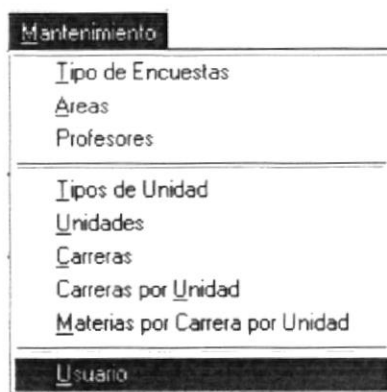 Mantenimiento
Tipo de Encuestas
Areas
Profesores
Tipos de Unidad
Unidades
Carreras
Carreras por Unidad
Materias por Carrera por Unidad
Usuario